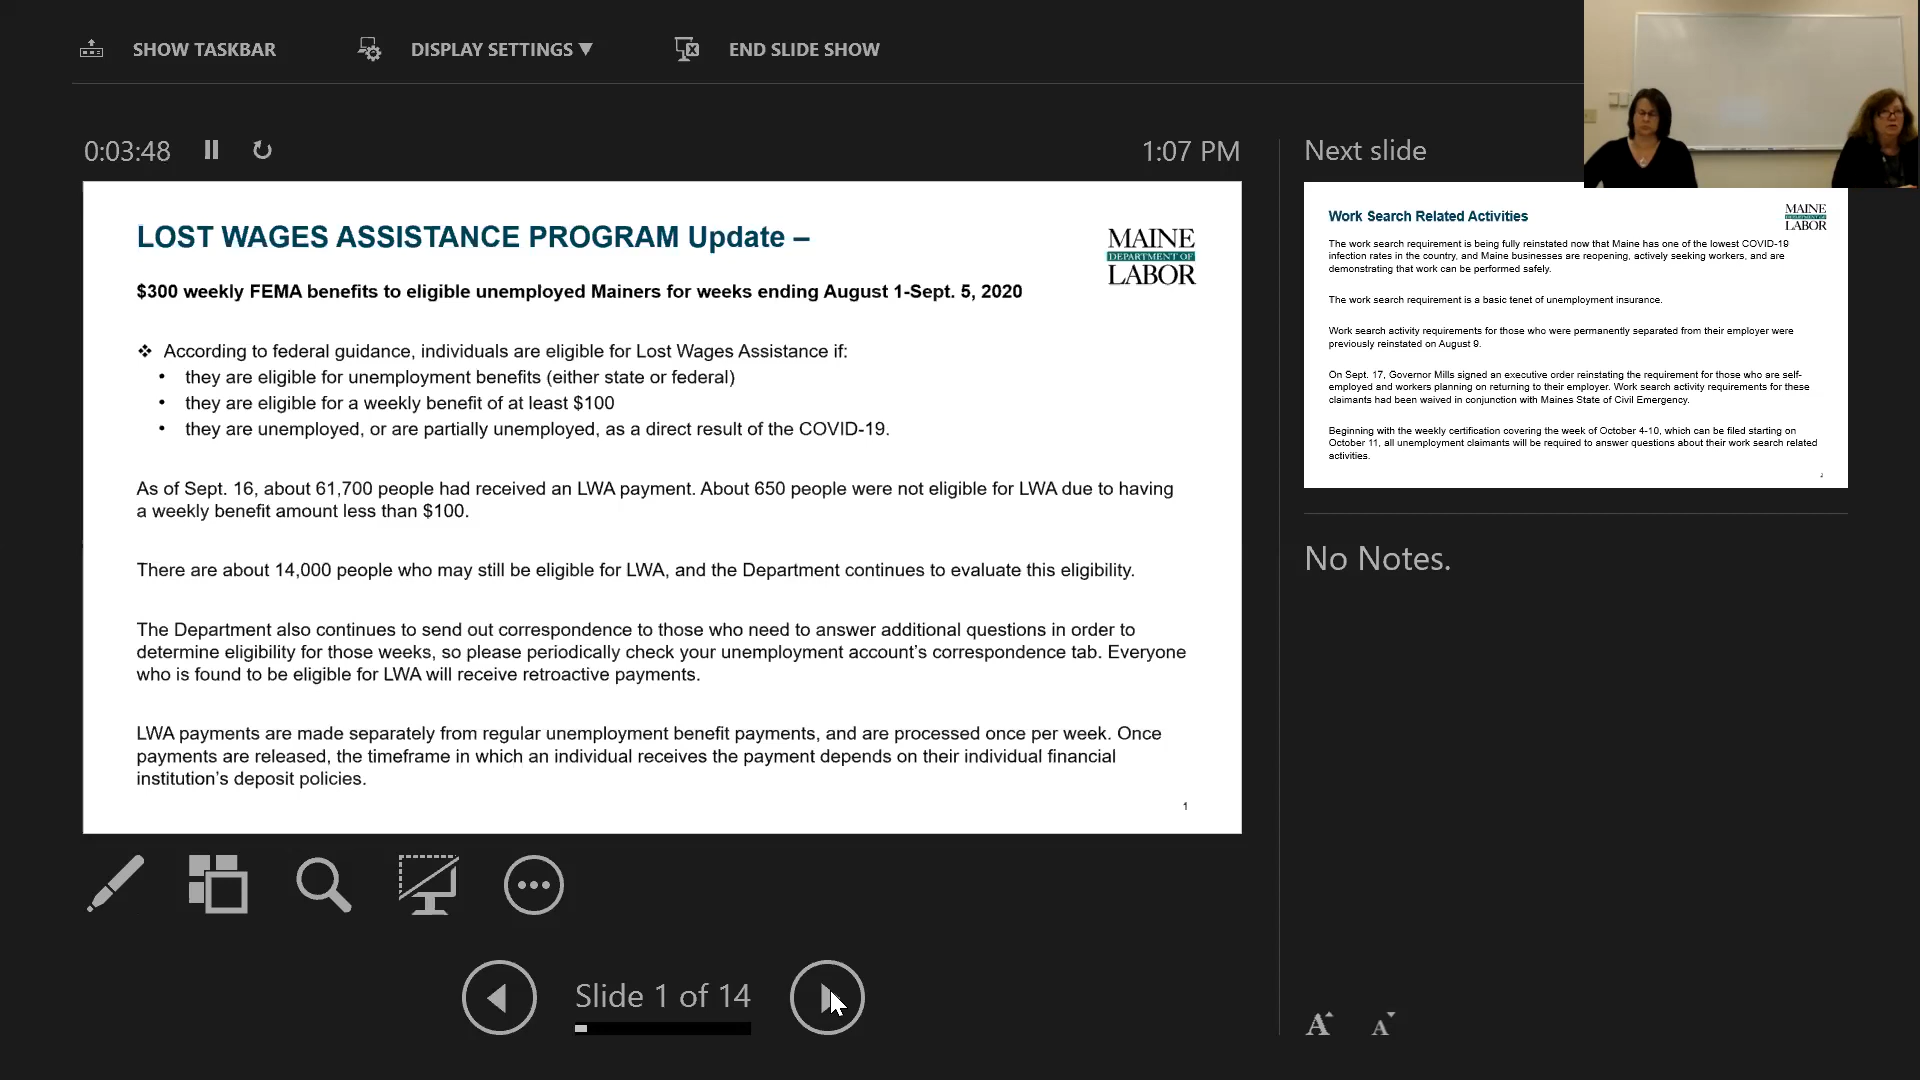 SHOW TASKBAR
DISPLAY SETTINGS
END SLIDE SHOW
0:03:48
1:07 PM
Next slide
LOST WAGES ASSISTANCE PROGRAM Update –
MAINE
DEPARTMENT OF
LABOR
$300 weekly FEMA benefits to eligible unemployed Mainers for weeks ending August 1-Sept. 5, 2020
❖ According to federal guidance, individuals are eligible for Lost Wages Assistance if:
• they are eligible for unemployment benefits (either state or federal)
• they are eligible for a weekly benefit of at least $100
• they are unemployed, or are partially unemployed, as a direct result of the COVID-19.
As of Sept. 16, about 61,700 people had received an LWA payment. About 650 people were not eligible for LWA due to having
a weekly benefit amount less than $100.
There are about 14,000 people who may still be eligible for LWA, and the Department continues to evaluate this eligibility.
The Department also continues to send out correspondence to those who need to answer additional questions in order to
determine eligibility for those weeks, so please periodically check your unemployment account’s correspondence tab. Everyone
who is found to be eligible for LWA will receive retroactive payments.
LWA payments are made separately from regular unemployment benefit payments, and are processed once per week. Once
payments are released, the timeframe in which an individual receives the payment depends on their individual financial
institution’s deposit policies.
1
Work Search Related Activities
MAINE
DEPARTMENT OF
LABOR
The work search requirement is being fully reinstated now that Maine has one of the lowest COVID-19
infection rates in the country, and Maine businesses are reopening, actively seeking workers, and are
demonstrating that work can be performed safely.
The work search requirement is a basic tenet of unemployment insurance.
Work search activity requirements for those who were permanently separated from their employer were
previously reinstated on August 9.
On Sept. 17, Governor Mills signed an executive order reinstating the requirement for those who are self-
employed and workers planning on returning to their employer. Work search activity requirements for these
claimants had been waived in conjunction with Maines State of Civil Emergency.
Beginning with the weekly certification covering the week of October 4-10, which can be filed starting on
October 11, all unemployment claimants will be required to answer questions about their work search related
activities.
2
No Notes.
Slide 1 of 14
A A